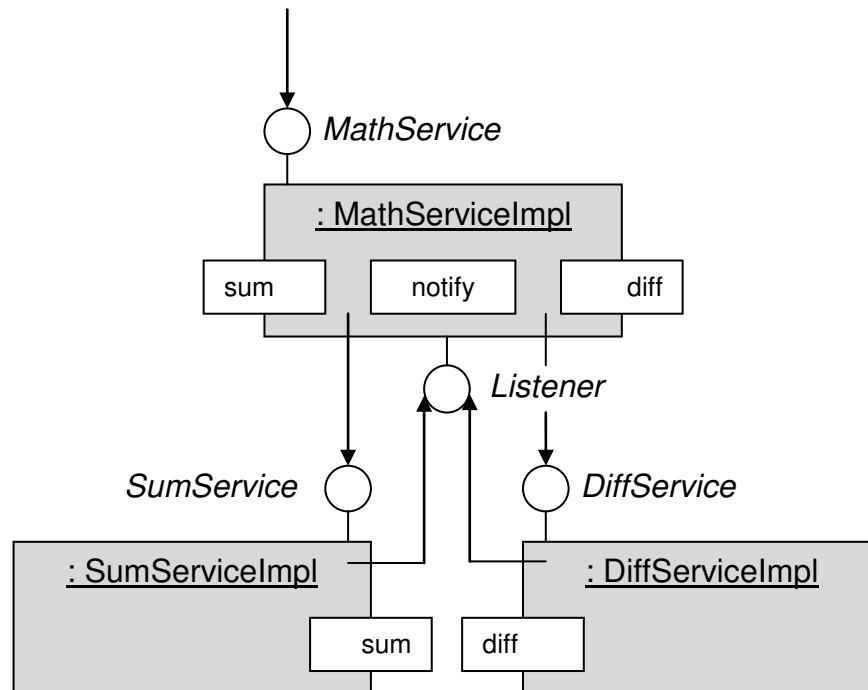 MathService
: MathServiceImpl
sum
notify
diff
Listener
SumService
DiffService
: SumServiceImpl
: DiffServiceImpl
sum
diff